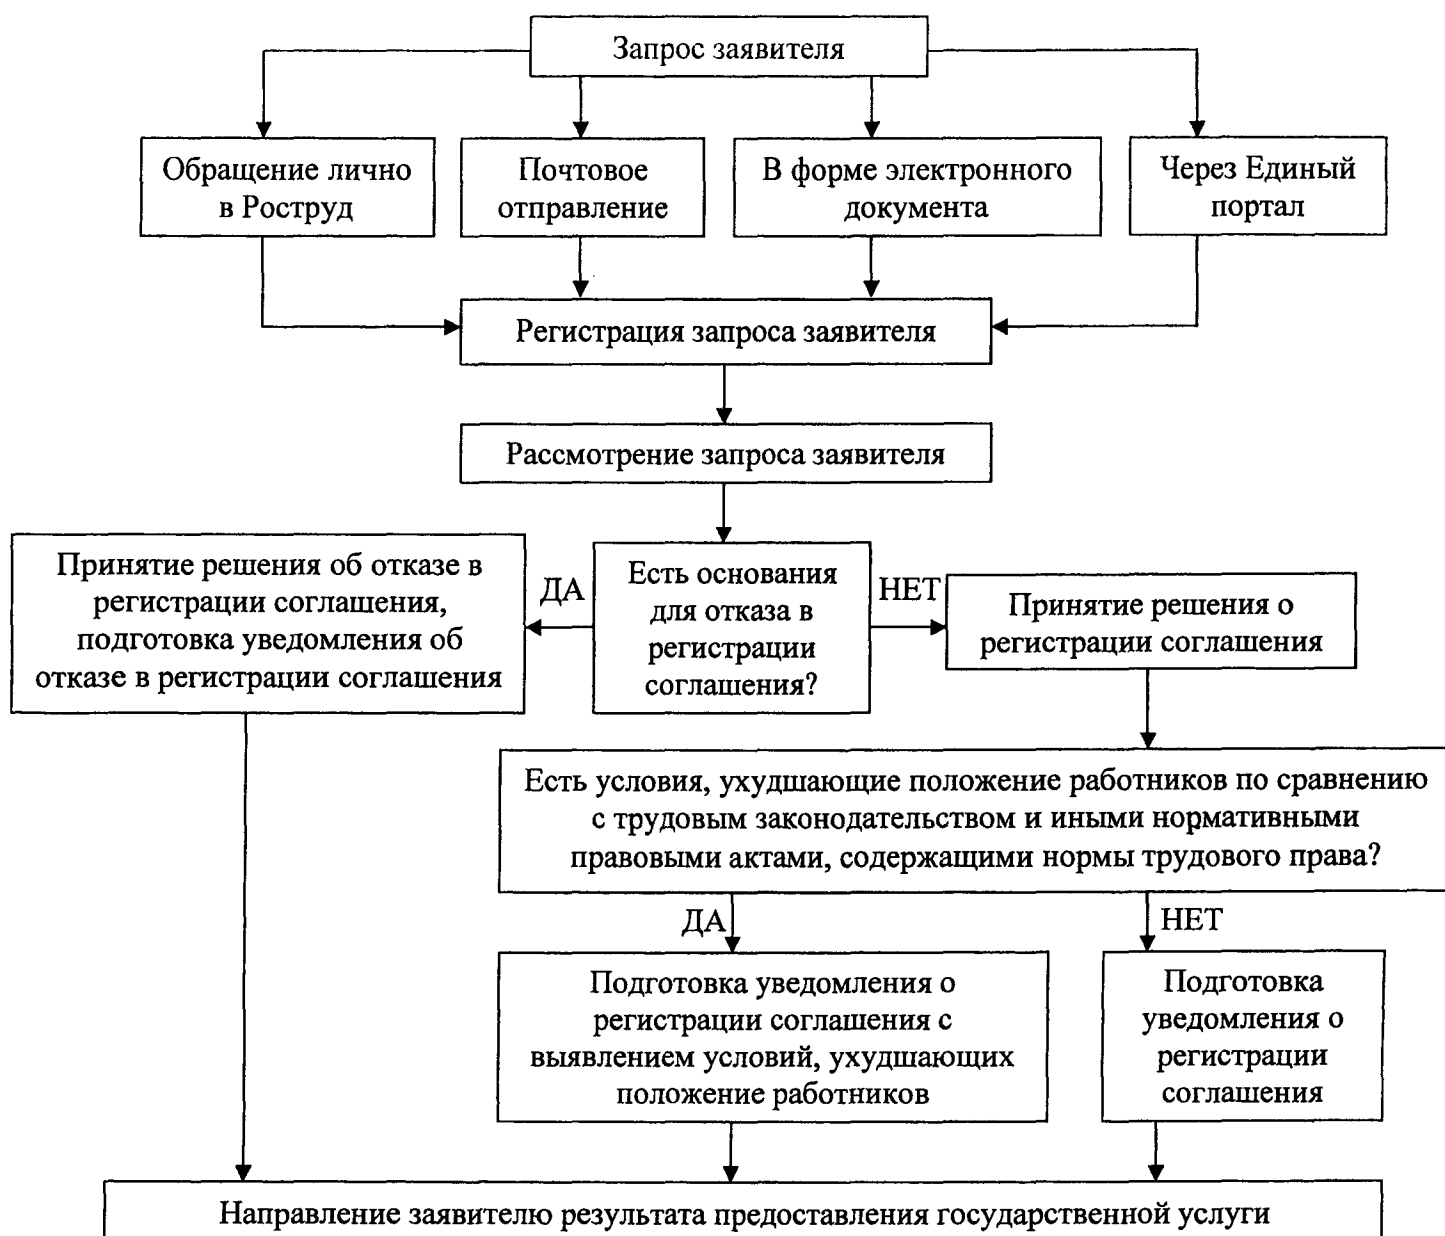 Запрос заявителя
Обращение лично
в Роструд
Почтовое
отправление
В форме электронного
документа
Через Единый
портал
Регистрация запроса заявителя
Рассмотрение запроса заявителя
Принятие решения об отказе в
регистрации соглашения,
подготовка уведомления об
отказе в регистрации соглашения
ДА
Есть основания
для отказа в
регистрации
соглашения?
НЕТ
Принятие решения о
регистрации соглашения
Есть условия, ухудшающие положение работников по сравнению
с трудовым законодательством и иными нормативными
правовыми актами, содержащими нормы трудового права?
ДА
НЕТ
Подготовка уведомления о
регистрации соглашения с
выявлением условий, ухудшающих
положение работников
Подготовка
уведомления о
регистрации
соглашения
Направление заявителю результата предоставления государственной услуги